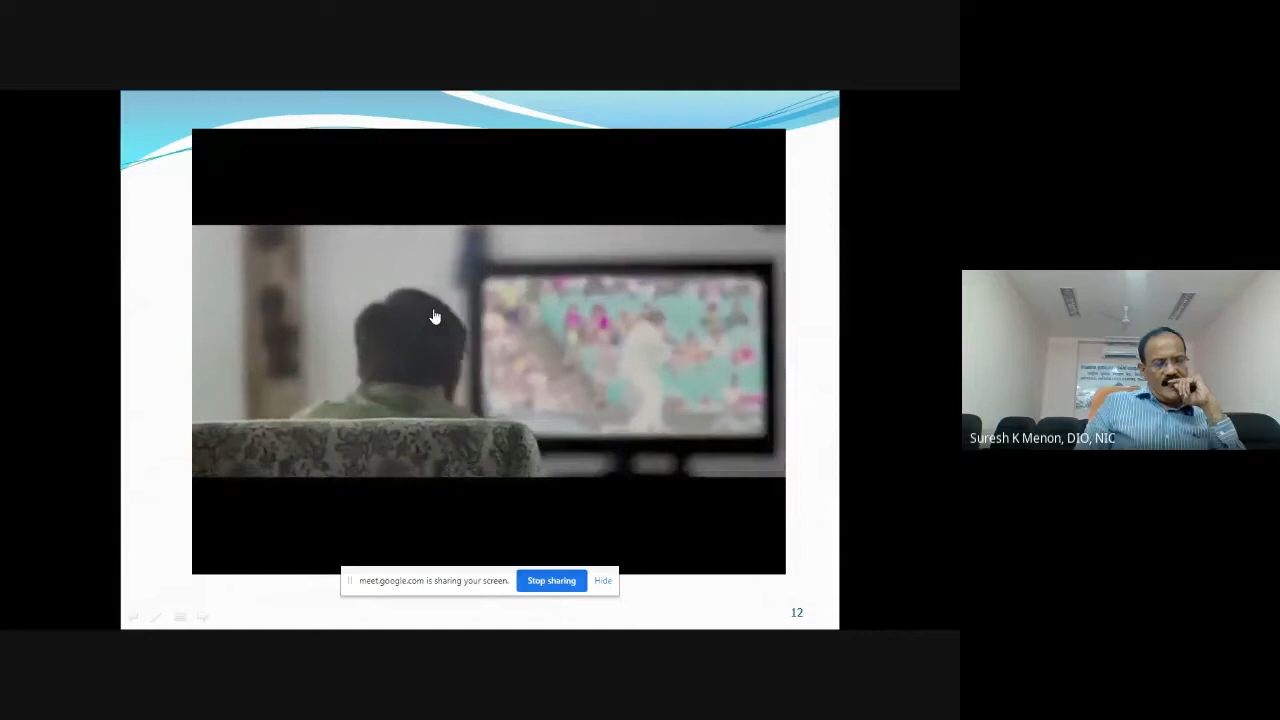 meet.google.com is sharing your screen. Stop sharing Hide
12
Suresh K Menon, DIO, NIC